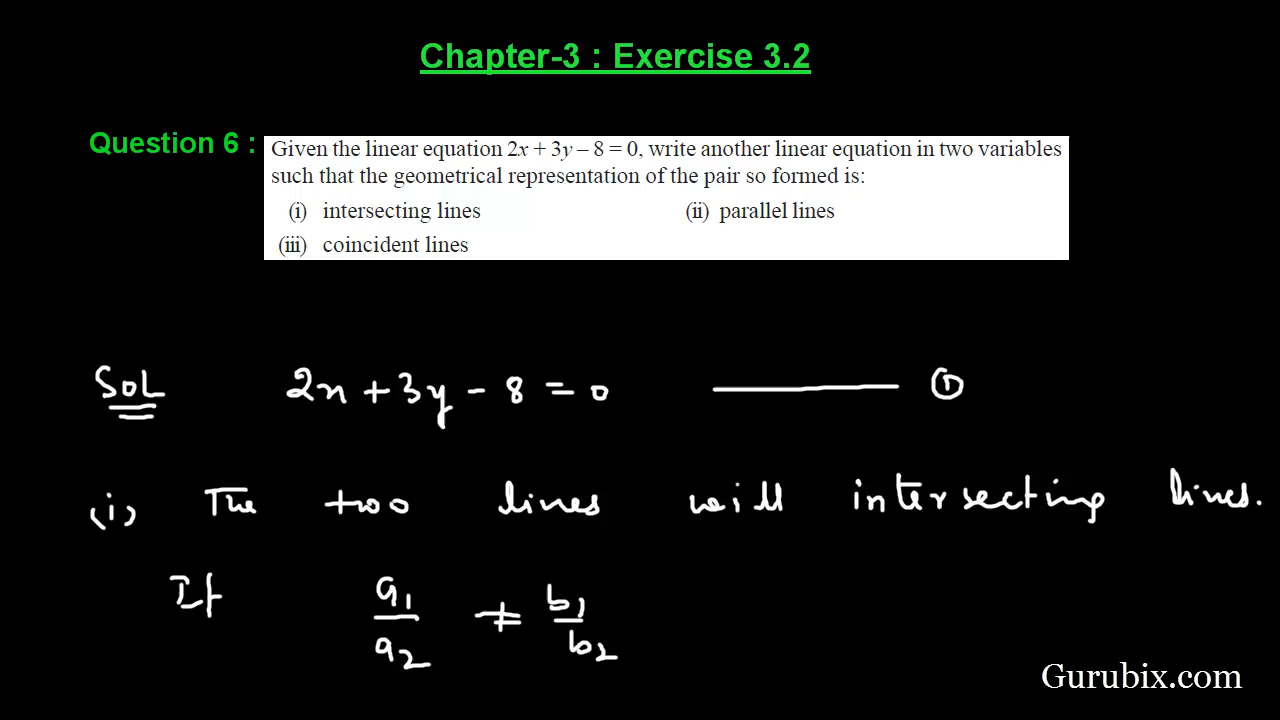 Chapter-3 : Exercise 3.2
Question 6 :
Given the linear equation 2x + 3y – 8 = 0, write another linear equation in two variables
such that the geometrical representation of the pair so formed is:
(i) intersecting lines (ii) parallel lines
(iii) coincident lines
SOL 2x + 3y - 8 = 0 ——— ①
(i) The two lines will intersecting lines.
If a1/a2 ≠ b1/b2
Gurubix.com